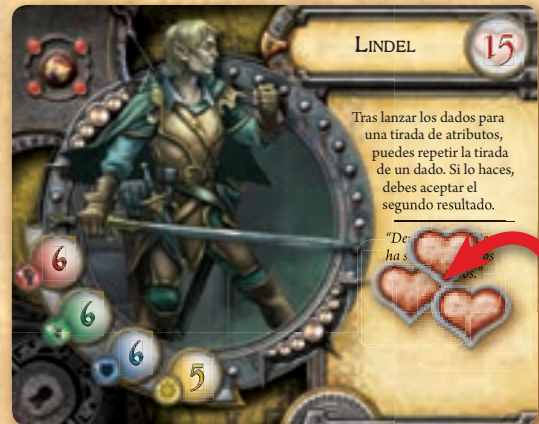 LINDEL
15
Tras lanzar los dados para
una tirada de atributos,
puedes repetir la tirada
de un dado. Si lo haces,
debes aceptar el
segundo resultado.
ha
6
6
6
5